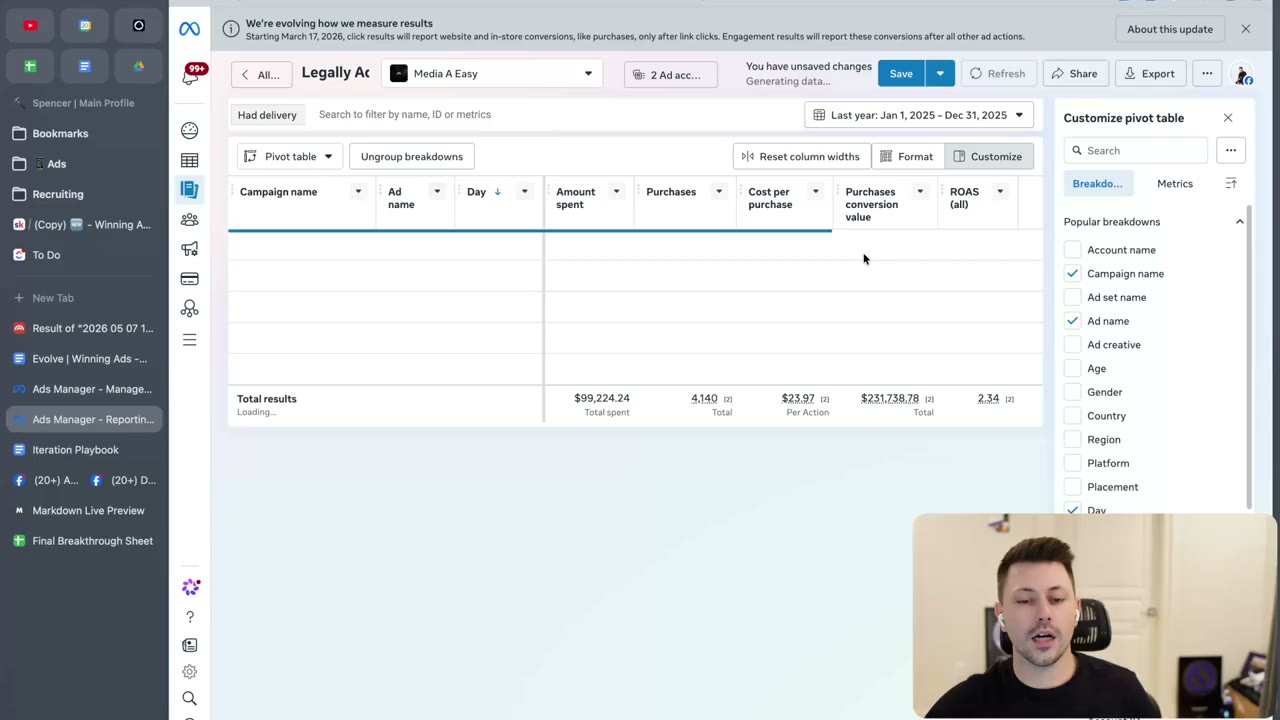 We're evolving how we measure results
Starting March 17, 2026, click results will report website and in-store conversions, like purchases, only after link clicks. Engagement results will report these conversions after all other ad actions.
About this update
99+
All...
Legally Ac
Media A Easy
2 Ad acc...
You have unsaved changes
Generating data...
Save
Refresh
Share
Export
Spencer | Main Profile
Bookmarks
Ads
Recruiting
sk / (Copy) 🆕 - Winning A...
To Do
New Tab
Result of "2026 05 07 1...
Evolve | Winning Ads -...
Ads Manager - Manage...
Ads Manager - Reportin...
Iteration Playbook
(20+) A...
(20+) D...
M Markdown Live Preview
Final Breakthrough Sheet
Had delivery
Search to filter by name, ID or metrics
Last year: Jan 1, 2025 – Dec 31, 2025
Pivot table
Ungroup breakdowns
Reset column widths
Format
Customize
Campaign name
Ad name
Day
Amount spent
Purchases
Cost per purchase
Purchases conversion value
ROAS (all)
Total results
Loading...
$99,224.24
Total spent
4,140 [2]
Total
$23.97 [2]
Per Action
$231,738.78 [2]
Total
2.34 [2]
Customize pivot table
Search
Breakdo...
Metrics
Popular breakdowns
Account name
Campaign name
Ad set name
Ad name
Ad creative
Age
Gender
Country
Region
Platform
Placement
Day